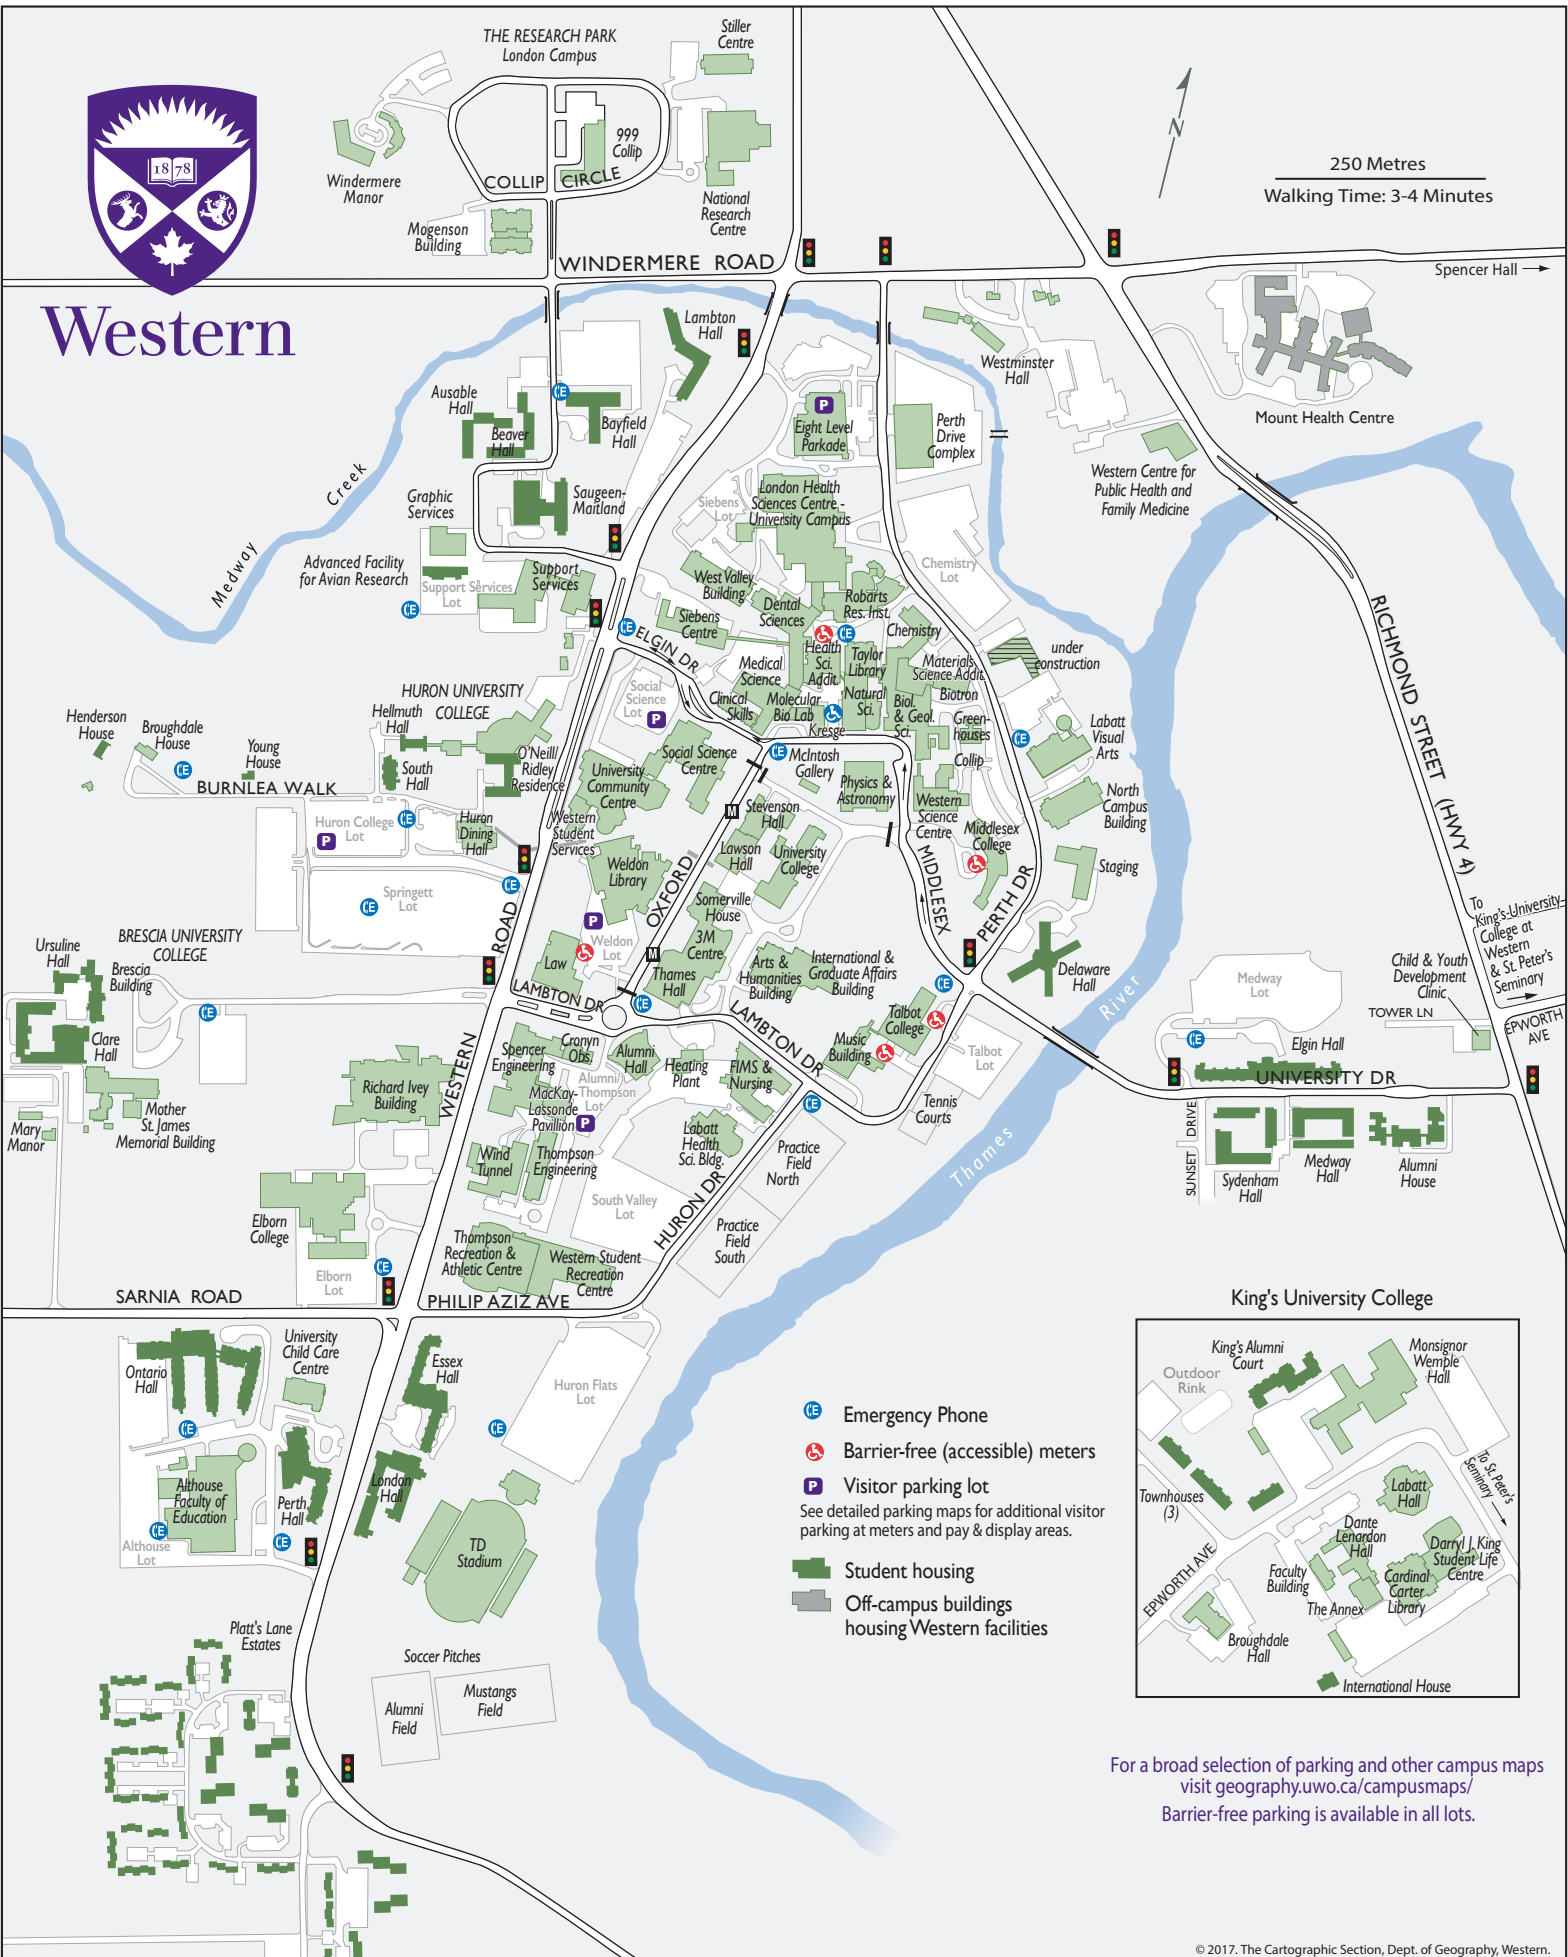 THE RESEARCH PARK
London Campus
Stiller
Centre
999
Collip
Windermere
Manor
COLLIP CIRCLE
National
Research
Centre
Mogenson
Building
1878
Western
N
250 Metres
Walking Time: 3-4 Minutes
WINDERMERE ROAD
Spencer Hall
Lambton
Hall
Westminster
Hall
Mount Health Centre
Ausable
Hall
Beaver
Hall
Bayfield
Hall
P
Eight Level
Parkade
Perth
Drive
Complex
Western Centre for
Public Health and
Family Medicine
Medway Creek
Graphic
Services
Saugeen-
Maitland
Siebens
Lot
London Health
Sciences Centre -
University Campus
Chemistry
Lot
Advanced Facility
for Avian Research
Support Services
Lot
Support
Services
West Valley
Building
Dental
Sciences
Robarts
Res. Inst.
Siebens
Centre
Chemistry
ELGIN DR
Health
Sci.
Addit.
Taylor
Library
Materials
Science Addit.
under
construction
RICHMOND STREET (HWY 4)
Medical
Science
Biotron
Social
Science
Lot
P
Clinical
Skills
Molecular
Bio Lab
Natural
Sci.
Kresge
Biol.
& Geol.
Sci.
Green-
houses
Collip
Labatt
Visual
Arts
HURON UNIVERSITY
COLLEGE
Hellmuth
Hall
Henderson
House
Broughdale
House
Young
House
South
Hall
O'Neill/
Ridley
Residence
BURNLEA WALK
Social Science
Centre
University
Community
Centre
McIntosh
Gallery
Physics &
Astronomy
Western
Science
Centre
North
Campus
Building
M
Stevenson
Hall
Huron College
Lot
P
Huron
Dining
Hall
Western
Student
Services
Lawson
Hall
University
College
Middlesex
College
MIDDLESEX
Staging
Weldon
Library
OXFORD
PERTH DR
Springett
Lot
Somerville
House
ROAD
P
Weldon
Lot
M
3M
Centre
Law
Thames
Hall
Arts &
Humanities
Building
International &
Graduate Affairs
Building
Delaware
Hall
To
King's University
College at
Western
& St. Peter's
Seminary
BRESCIA UNIVERSITY
COLLEGE
Ursuline
Hall
Brescia
Building
Clare
Hall
Child & Youth
Development
Clinic
Medway
Lot
TOWER LN
EPWORTH
AVE
LAMBTON DR
LAMBTON DR
Talbot
College
Music
Building
Talbot
Lot
Elgin Hall
UNIVERSITY DR
Thames River
Spencer
Engineering
Cronyn
Obs.
Alumni
Hall
Heating
Plant
FIMS &
Nursing
Tennis
Courts
Mary
Manor
Mother
St. James
Memorial Building
Richard Ivey
Building
WESTERN
MacKay-
Lassonde
Pavillion
Alumni/
Thompson
Lot
P
Labatt
Health
Sci. Bldg.
Practice
Field
North
SUNSET DRIVE
Sydenham
Hall
Medway
Hall
Alumni
House
Wind
Tunnel
Thompson
Engineering
South Valley
Lot
HURON DR
Practice
Field
South
Elborn
College
Elborn
Lot
Thompson
Recreation &
Athletic Centre
Western Student
Recreation
Centre
SARNIA ROAD
PHILIP AZIZ AVE
Ontario
Hall
University
Child Care
Centre
Essex
Hall
Huron Flats
Lot
Althouse
Faculty of
Education
Althouse
Lot
Perth
Hall
London
Hall
TD
Stadium
Platt's Lane
Estates
Soccer Pitches
Alumni
Field
Mustangs
Field
Emergency Phone
Barrier-free (accessible) meters
P
Visitor parking lot
See detailed parking maps for additional visitor
parking at meters and pay & display areas.
Student housing
Off-campus buildings
housing Western facilities
King's University College
King's Alumni
Court
Monsignor
Wemple
Hall
Outdoor
Rink
To St. Peter's
Seminary
Townhouses
(3)
Labatt
Hall
Dante
Lenardon
Hall
Darryl J. King
Student Life
Centre
Faculty
Building
Cardinal
Carter
Library
The Annex
EPWORTH AVE
Broughdale
Hall
International House
For a broad selection of parking and other campus maps
visit geography.uwo.ca/campusmaps/
Barrier-free parking is available in all lots.
© 2017. The Cartographic Section, Dept. of Geography, Western.